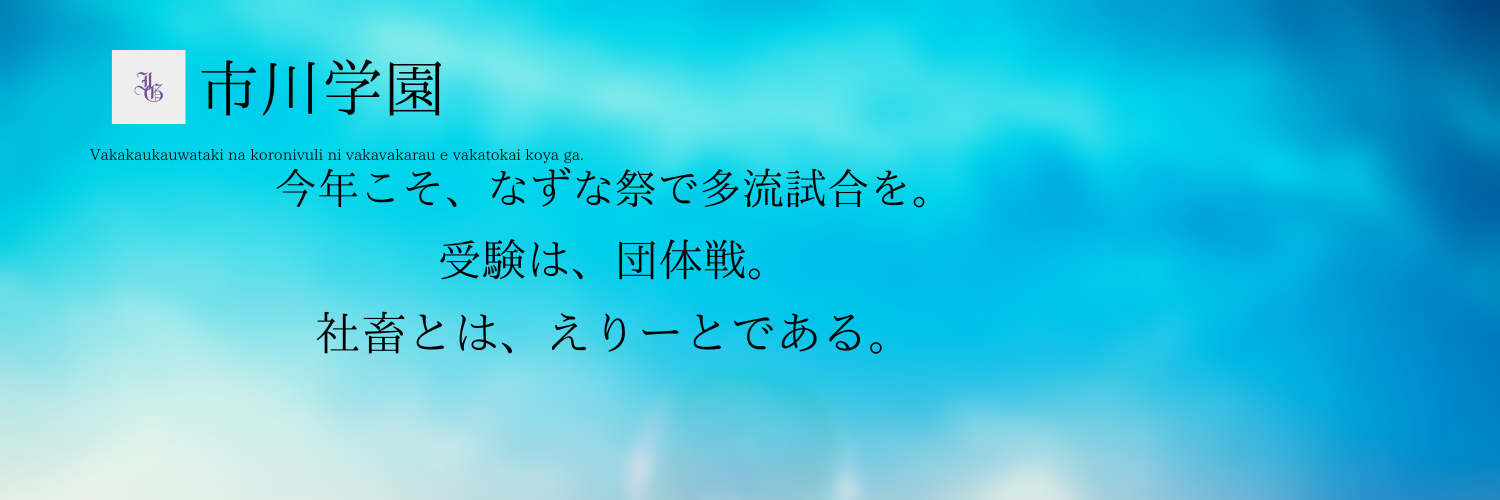 IG
市川学園
Vakakaukauwataki na koronivuli ni vakavakarau e vakatokai koya ga.
今年こそ、なずな祭で多流試合を。
受験は、団体戦。
社畜とは、えりーとである。